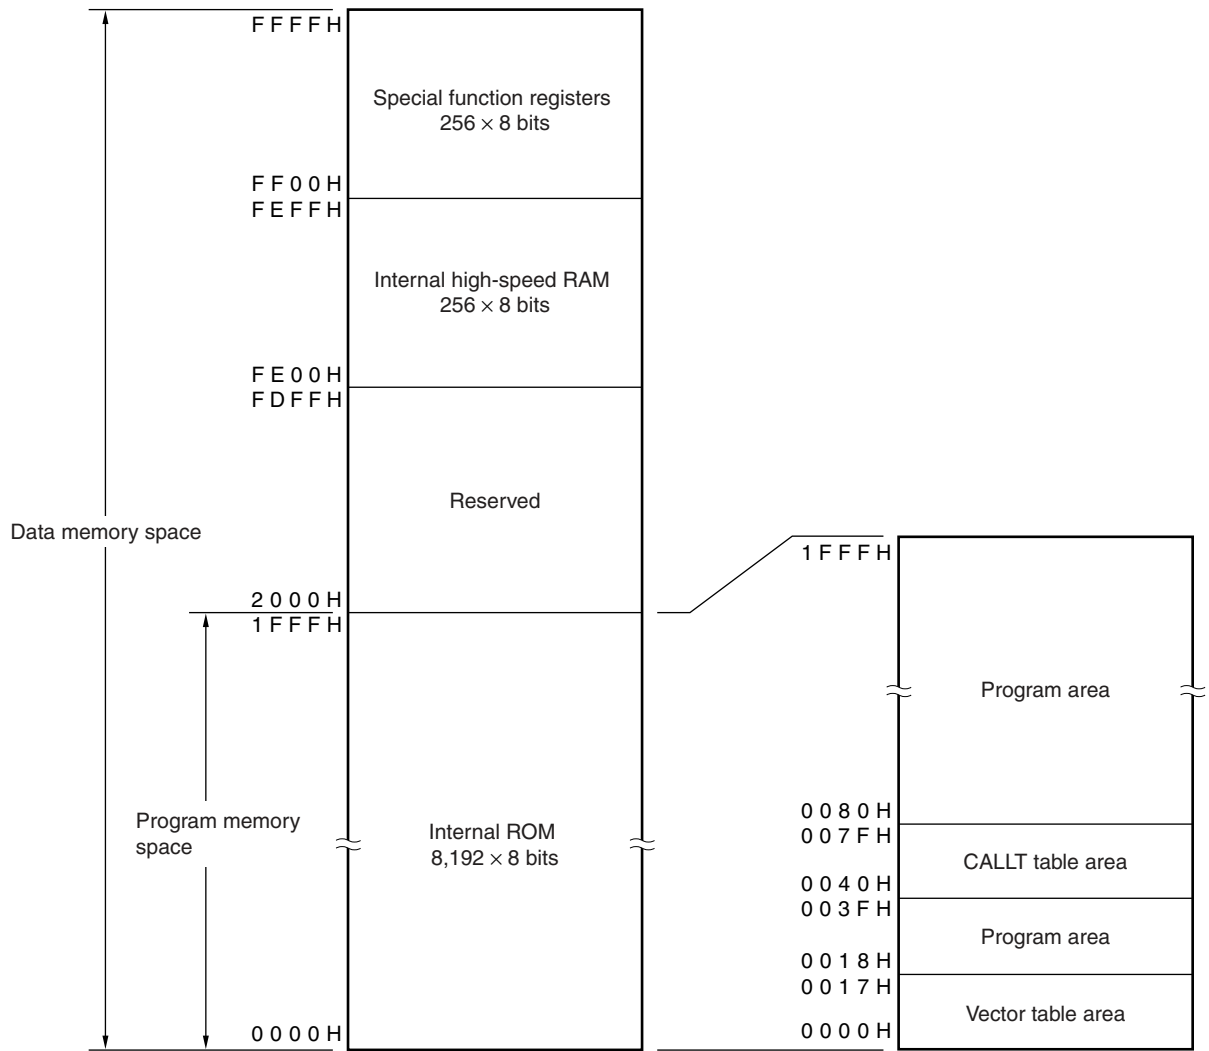 FFFFH
Special function registers
256 × 8 bits
FF00H
FEFFH
Internal high-speed RAM
256 × 8 bits
FE00H
FDFFH
Reserved
Data memory space
2000H
1FFFH
Program memory
space
Internal ROM
8,192 × 8 bits
0000H
1FFFH
Program area
0080H
007FH
CALLT table area
0040H
003FH
Program area
0018H
0017H
Vector table area
0000H